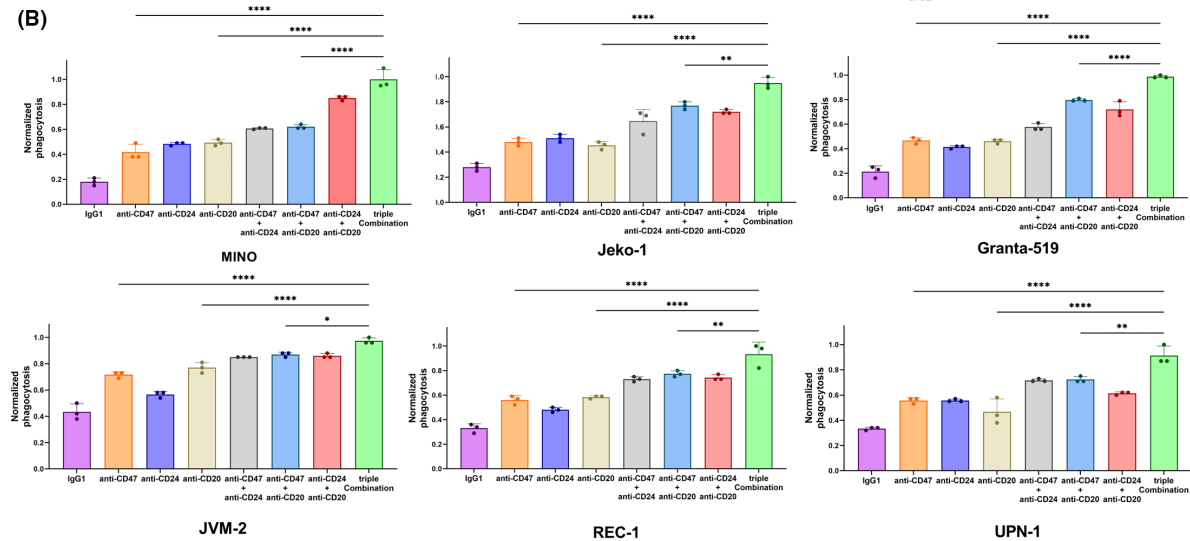 (B)
****
****
****
Normalized
phagocytosis
1.0
0.8
0.6
0.4
0.2
0.0
IgG1
anti-CD47
anti-CD24
anti-CD20
anti-CD47
+
anti-CD24
anti-CD47
+
anti-CD20
anti-CD24
+
anti-CD20
triple
Combination
MINO
****
****
**
Normalized
phagocytosis
1.0
0.8
0.6
0.4
0.2
0.0
IgG1
anti-CD47
anti-CD24
anti-CD20
anti-CD47
+
anti-CD24
anti-CD47
+
anti-CD20
anti-CD24
+
anti-CD20
triple
Combination
Jeko-1
****
****
****
Normalized
phagocytosis
1.0
0.8
0.6
0.4
0.2
0.0
IgG1
anti-CD47
anti-CD24
anti-CD20
anti-CD47
+
anti-CD24
anti-CD47
+
anti-CD20
anti-CD24
+
anti-CD20
triple
Combination
Granta-519
****
****
*
Normalized
phagocytosis
1.0
0.8
0.6
0.4
0.2
0.0
IgG1
anti-CD47
anti-CD24
anti-CD20
anti-CD47
+
anti-CD24
anti-CD47
+
anti-CD20
anti-CD24
+
anti-CD20
triple
Combination
JVM-2
****
****
**
Normalized
phagocytosis
1.0
0.8
0.6
0.4
0.2
0.0
IgG1
anti-CD47
anti-CD24
anti-CD20
anti-CD47
+
anti-CD24
anti-CD47
+
anti-CD20
anti-CD24
+
anti-CD20
triple
Combination
REC-1
****
****
**
Normalized
phagocytosis
1.0
0.8
0.6
0.4
0.2
0.0
IgG1
anti-CD47
anti-CD24
anti-CD20
anti-CD47
+
anti-CD24
anti-CD47
+
anti-CD20
anti-CD24
+
anti-CD20
triple
Combination
UPN-1